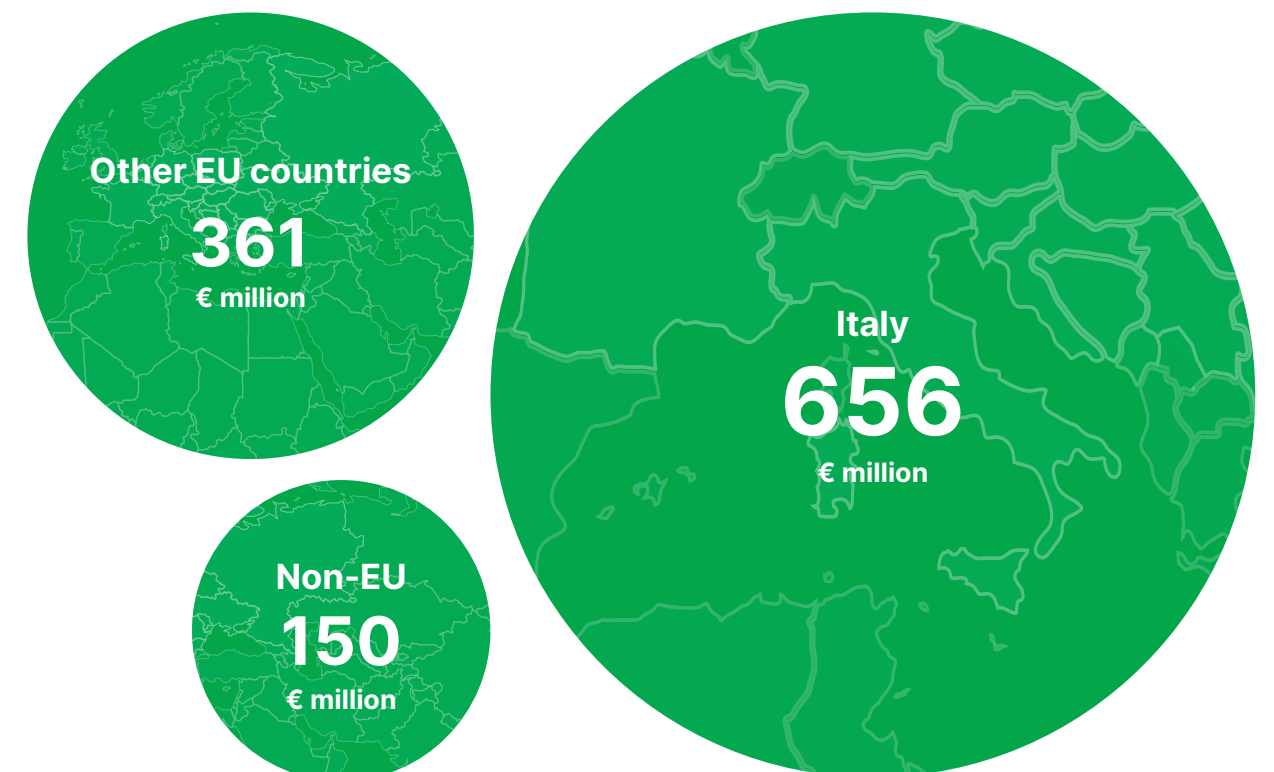 Other EU countries
361
€ million
Italy
656
€ million
Non-EU
150
€ million